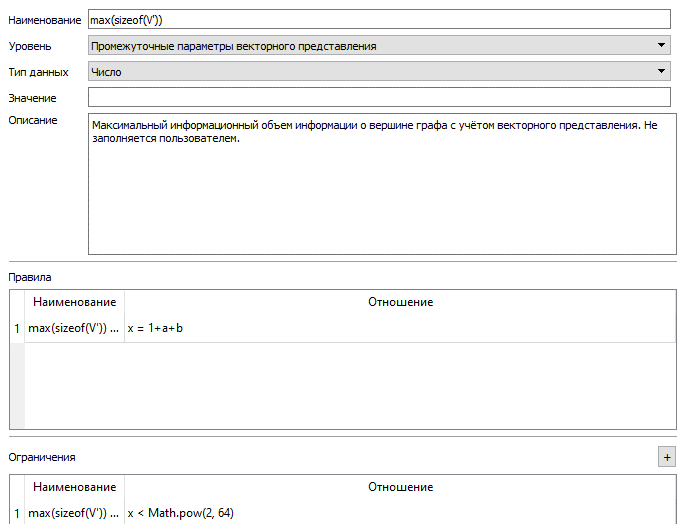 Наименование max(sizeof(V'))
Уровень Промежуточные параметры векторного представления
Тип данных Число
Значение
Описание Максимальный информационный объем информации о вершине графа с учётом векторного представления. Не
заполняется пользователем.
Правила
Наименование Отношение
1 max(sizeof(V')) ... x = 1+a+b
Ограничения +
Наименование Отношение
1 max(sizeof(V')) ... x < Math.pow(2, 64)